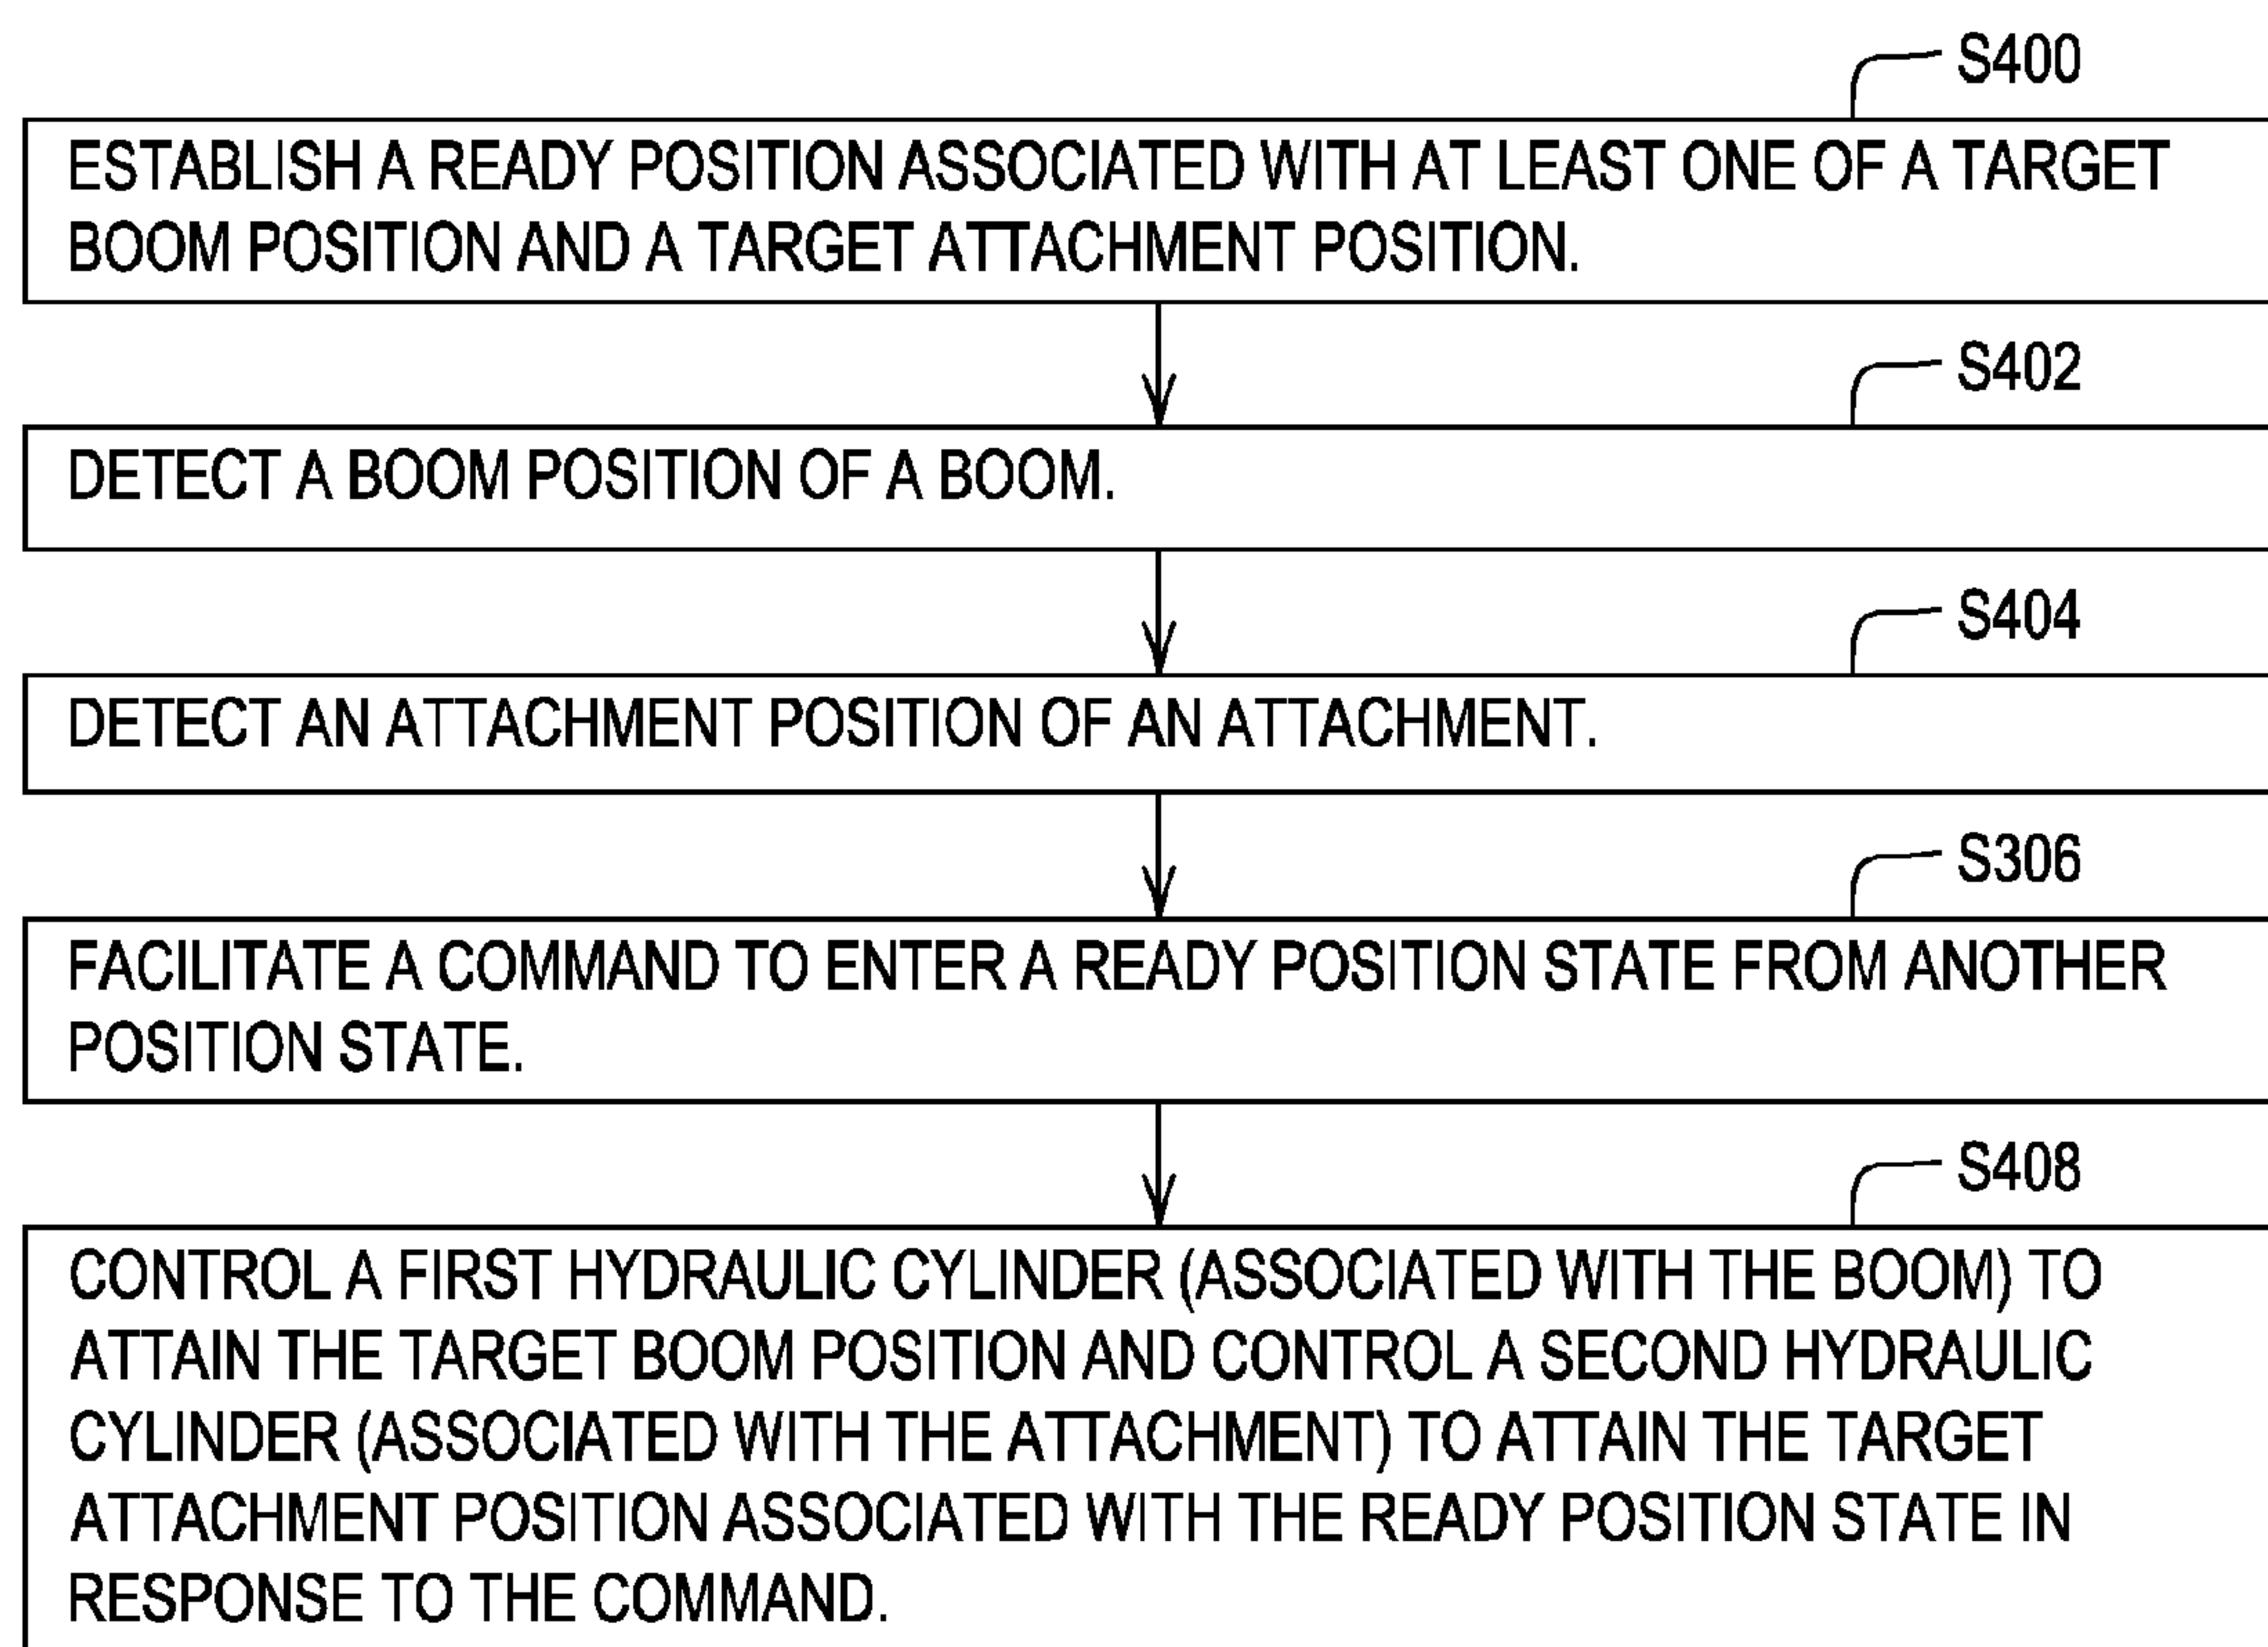 S400
ESTABLISH A READY POSITION ASSOCIATED WITH AT LEAST ONE OF A TARGET
BOOM POSITION AND A TARGET ATTACHMENT POSITION.
S402
DETECT A BOOM POSITION OF A BOOM.
S404
DETECT AN ATTACHMENT POSITION OF AN ATTACHMENT.
S306
FACILITATE A COMMAND TO ENTER A READY POSITION STATE FROM ANOTHER
POSITION STATE.
S408
CONTROL A FIRST HYDRAULIC CYLINDER (ASSOCIATED WITH THE BOOM) TO
ATTAIN THE TARGET BOOM POSITION AND CONTROL A SECOND HYDRAULIC
CYLINDER (ASSOCIATED WITH THE ATTACHMENT) TO ATTAIN THE TARGET
ATTACHMENT POSITION ASSOCIATED WITH THE READY POSITION STATE IN
RESPONSE TO THE COMMAND.